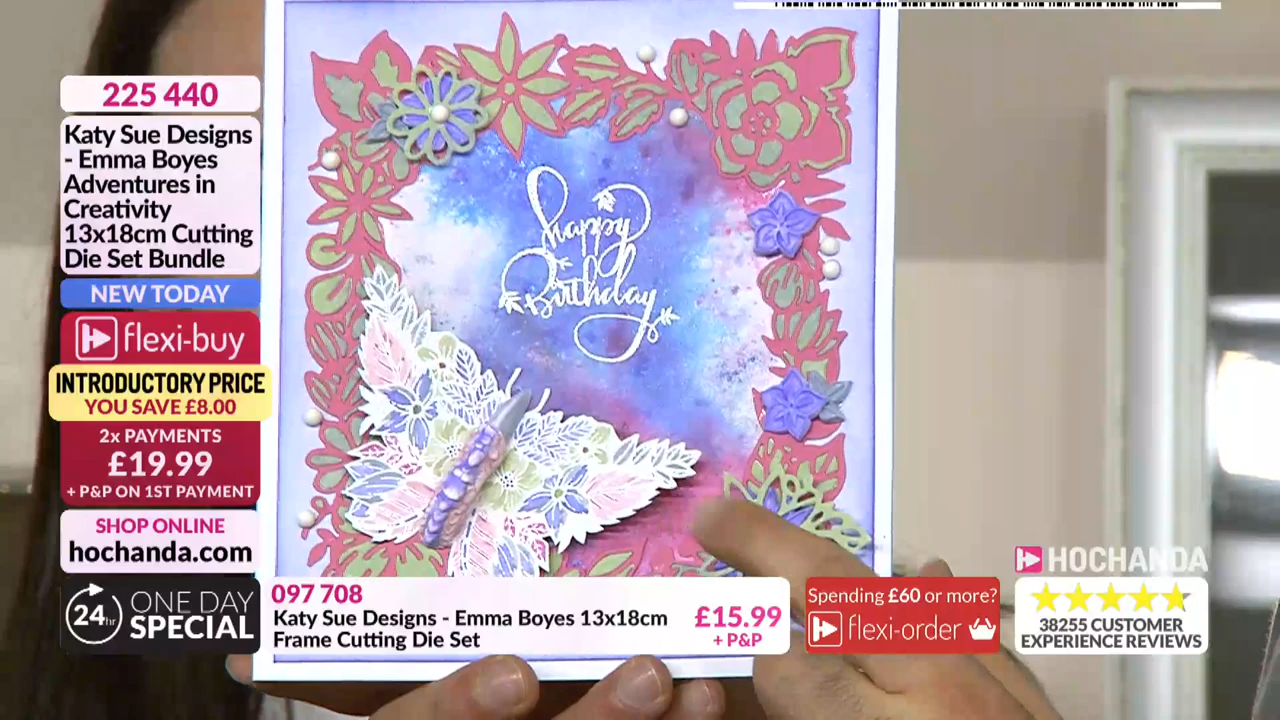 225 440
Katy Sue Designs
- Emma Boyes
Adventures in
Creativity
13x18cm Cutting
Die Set Bundle
NEW TODAY
flexi-buy
INTRODUCTORY PRICE
YOU SAVE £8.00
2x PAYMENTS
£19.99
+ P&P ON 1ST PAYMENT
SHOP ONLINE
hochanda.com
24hr
ONE DAY
SPECIAL
happy
Birthday
097 708
Katy Sue Designs - Emma Boyes 13x18cm
Frame Cutting Die Set
£15.99
+ P&P
Spending £60 or more?
flexi-order
HOCHANDA
38255 CUSTOMER
EXPERIENCE REVIEWS